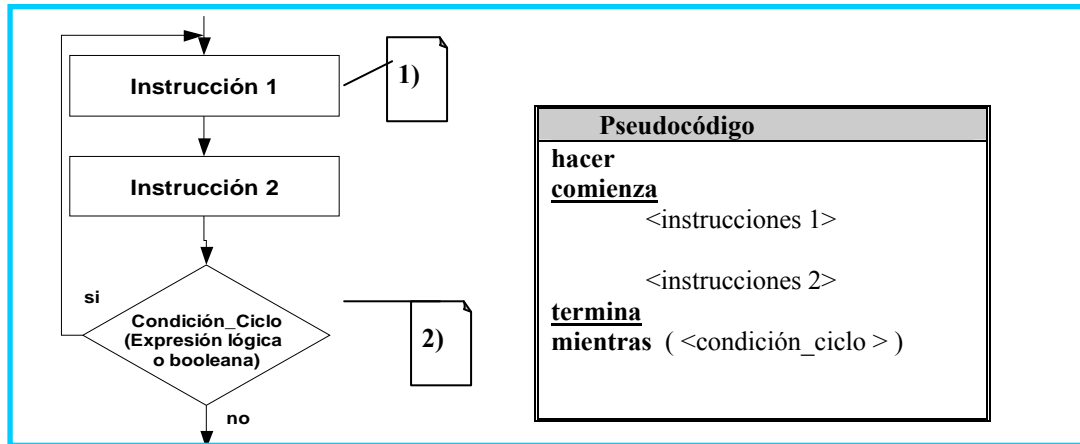 Instrucción 1
1)
Instrucción 2
si
Condición_Ciclo
(Expresión lógica
o booleana)
2)
no
Pseudocódigo
hacer
comienza
<instrucciones 1>
<instrucciones 2>
termina
mientras ( <condición_ciclo > )